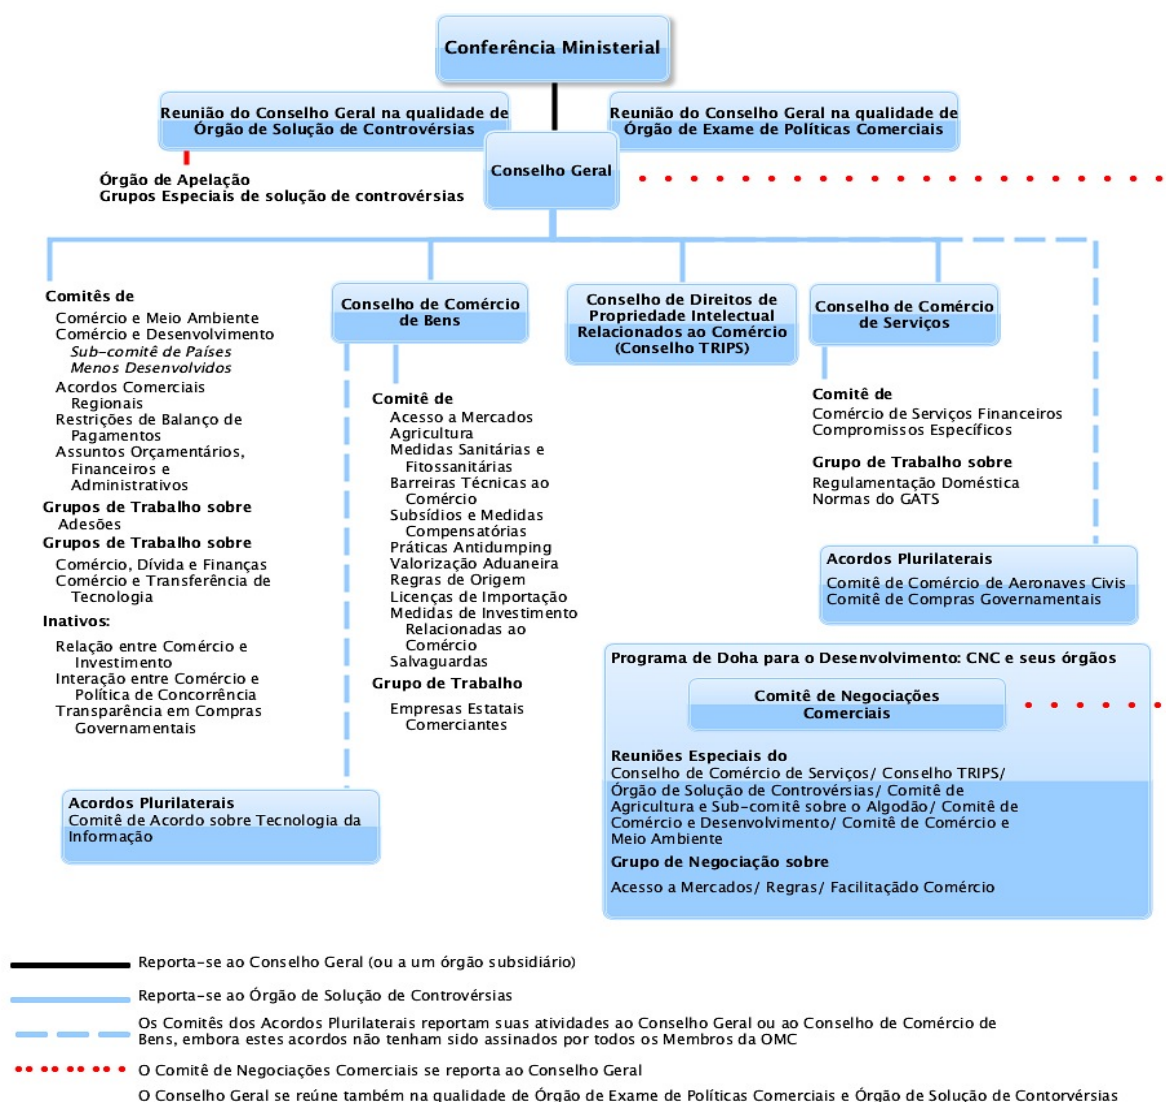 Conferência Ministerial
Reunião do Conselho Geral na qualidade de
Órgão de Solução de Controvérsias
Reunião do Conselho Geral na qualidade de
Órgão de Exame de Políticas Comerciais
Conselho Geral
Órgão de Apelação
Grupos Especiais de solução de controvérsias
Comitês de
Comércio e Meio Ambiente
Comércio e Desenvolvimento
Sub-comitê de Países
Menos Desenvolvidos
Acordos Comerciais
Regionais
Restrições de Balanço de
Pagamentos
Assuntos Orçamentários,
Financeiros e
Administrativos
Grupos de Trabalho sobre
Adesões
Grupos de Trabalho sobre
Comércio, Dívida e Finanças
Comércio e Transferência de
Tecnologia
Inativos:
Relação entre Comércio e
Investimento
Interação entre Comércio e
Política de Concorrência
Transparência em Compras
Governamentais
Conselho de Comércio
de Bens
Comitê de
Acesso a Mercados
Agricultura
Medidas Sanitárias e
Fitossanitárias
Barreiras Técnicas ao
Comércio
Subsídios e Medidas
Compensatórias
Práticas Antidumping
Valorização Aduaneira
Regras de Origem
Licenças de Importação
Medidas de Investimento
Relacionadas ao
Comércio
Salvaguardas
Grupo de Trabalho
Empresas Estatais
Comerciantes
Acordos Plurilaterais
Comitê de Acordo sobre Tecnologia da
Informação
Conselho de Direitos de
Propriedade Intelectual
Relacionados ao Comércio
(Conselho TRIPS)
Conselho de Comércio
de Serviços
Comitê de
Comércio de Serviços Financeiros
Compromissos Específicos
Grupo de Trabalho sobre
Regulamentação Doméstica
Normas do GATS
Acordos Plurilaterais
Comitê de Comércio de Aeronaves Civis
Comitê de Compras Governamentais
Programa de Doha para o Desenvolvimento: CNC e seus órgãos
Comitê de Negociações
Comerciais
Reuniões Especiais do
Conselho de Comércio de Serviços/ Conselho TRIPS/
Órgão de Solução de Controvérsias/ Comitê de
Agricultura e Sub-comitê sobre o Algodão/ Comitê de
Comércio e Desenvolvimento/ Comitê de Comércio e
Meio Ambiente
Grupo de Negociação sobre
Acesso a Mercados/ Regras/ Facilitaçãdo Comércio
Reporta-se ao Conselho Geral (ou a um órgão subsidiário)
Reporta-se ao Órgão de Solução de Controvérsias
Os Comitês dos Acordos Plurilaterais reportam suas atividades ao Conselho Geral ou ao Conselho de Comércio de
Bens, embora estes acordos não tenham sido assinados por todos os Membros da OMC
O Comitê de Negociações Comerciais se reporta ao Conselho Geral
O Conselho Geral se reúne também na qualidade de Órgão de Exame de Políticas Comerciais e Órgão de Solução de Contorvérsias